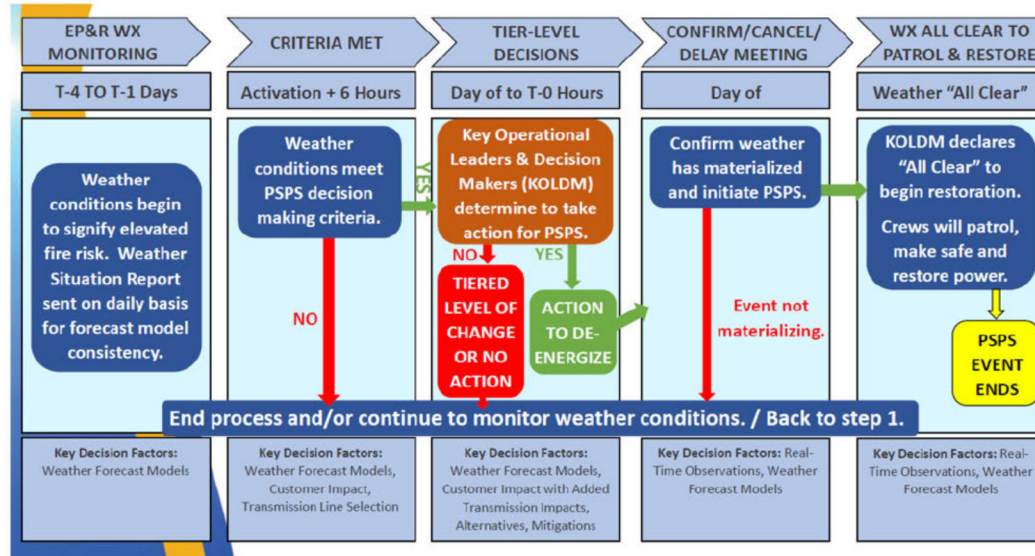 EP&R WX
MONITORING
CRITERIA MET
TIER-LEVEL
DECISIONS
CONFIRM/CANCEL/
DELAY MEETING
WX ALL CLEAR TO
PATROL & RESTORE
T-4 TO T-1 Days
Activation + 6 Hours
Day of to T-0 Hours
Day of
Weather “All Clear”
Weather
conditions begin
to signify elevated
fire risk. Weather
Situation Report
sent on daily basis
for forecast model
consistency.
Weather
conditions meet
PSPS decision
making criteria.
YES
NO
Key Operational
Leaders & Decision
Makers (KOLDM)
determine to take
action for PSPS.
NO
YES
TIERED
LEVEL OF
CHANGE
OR NO
ACTION
ACTION
TO DE-
ENERGIZE
Confirm weather
has materialized
and initiate PSPS.
Event not
materializing.
KOLDM declares
“All Clear” to
begin restoration.
Crews will patrol,
make safe and
restore power.
PSPS
EVENT
ENDS
End process and/or continue to monitor weather conditions. / Back to step 1.
Key Decision Factors:
Weather Forecast Models
Key Decision Factors:
Weather Forecast Models,
Customer Impact,
Transmission Line Selection
Key Decision Factors:
Weather Forecast Models,
Customer Impact with Added
Transmission Impacts,
Alternatives, Mitigations
Key Decision Factors: Real-
Time Observations, Weather
Forecast Models
Key Decision Factors: Real-
Time Observations, Weather
Forecast Models